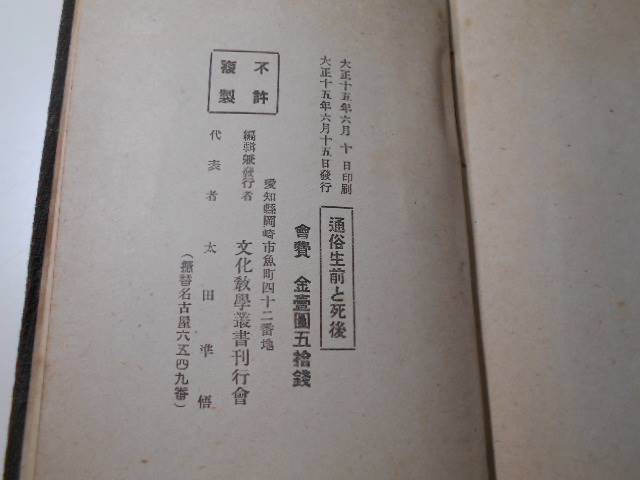 大正十五年六月十日印刷
大正十五年六月十五日發行
通俗生前と死後
會費 金壹圓五拾錢
愛知縣岡崎市魚町四十二番地
編輯兼發行者 文化敎學叢書刊行會
代表者 太田準悟
(振替名古屋六五四九番)
不許
複製